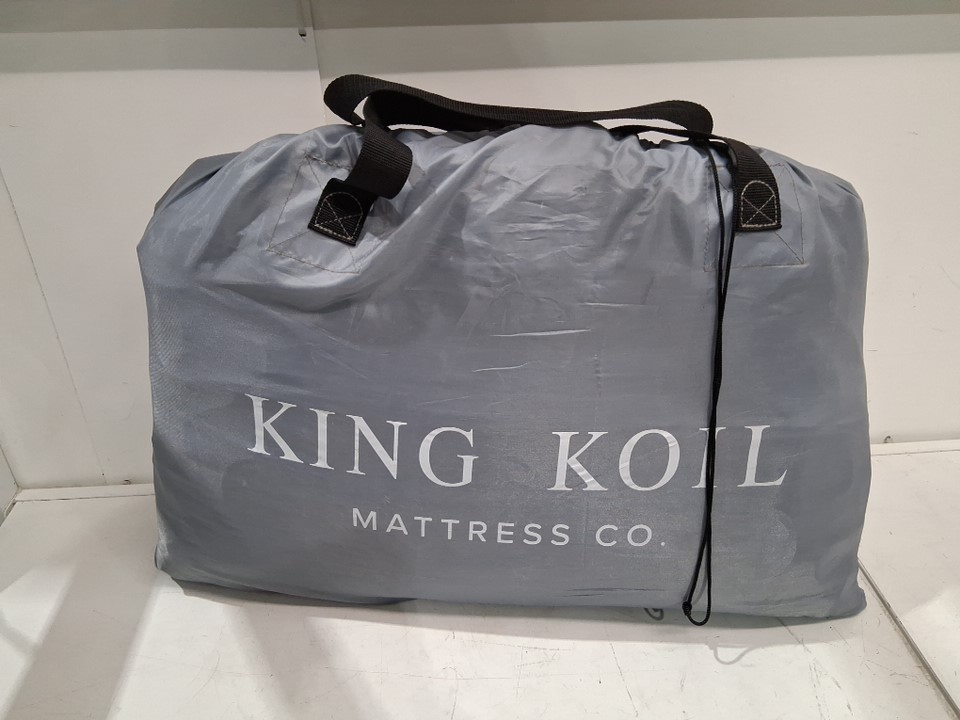 KING KOIL
MATTRESS CO.